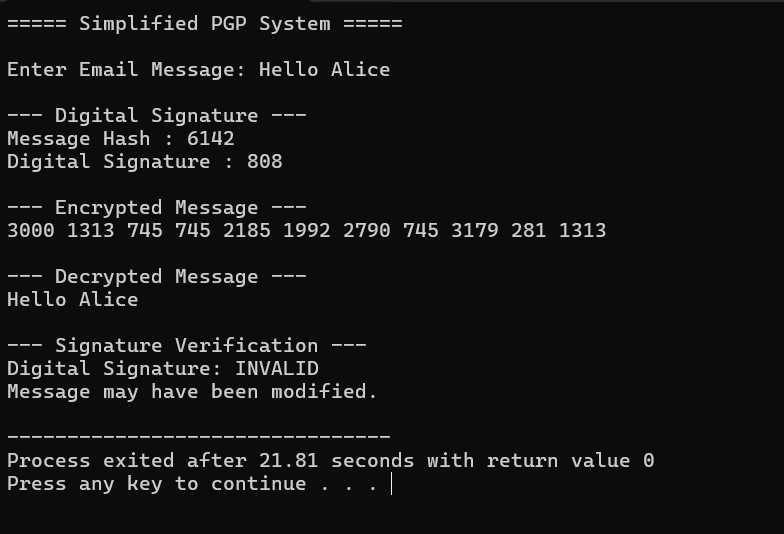 ===== Simplified PGP System =====
Enter Email Message: Hello Alice
--- Digital Signature ---
Message Hash : 6142
Digital Signature : 808
--- Encrypted Message ---
3000 1313 745 745 2185 1992 2790 745 3179 281 1313
--- Decrypted Message ---
Hello Alice
--- Signature Verification ---
Digital Signature: INVALID
Message may have been modified.
--------------------------------
Process exited after 21.81 seconds with return value 0
Press any key to continue . . .